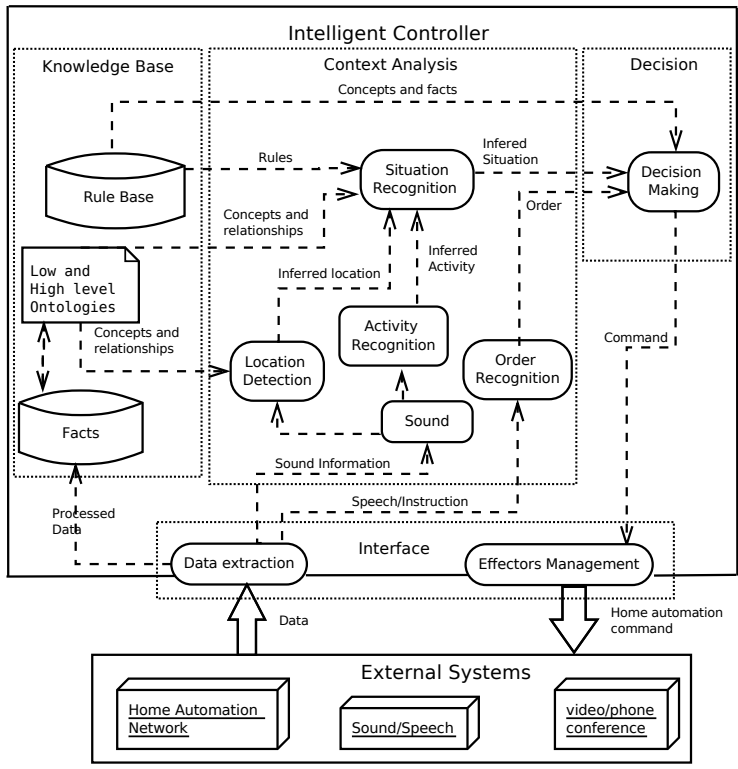 Intelligent Controller
Knowledge Base
Context Analysis
Decision
Concepts and facts
Rules
Infered
Situation
Situation
Recognition
Decision
Making
Rule Base
Concepts and
relationships
Order
Low and
High level
Ontologies
Inferred location
Inferred
Activity
Concepts and
relationships
Activity
Recognition
Command
Location
Detection
Order
Recognition
Facts
Sound
Sound Information
Processed
Data
Speech/Instruction
Interface
Data extraction
Effectors Management
Data
Home automation
command
External Systems
Home Automation
Network
Sound/Speech
video/phone
conference